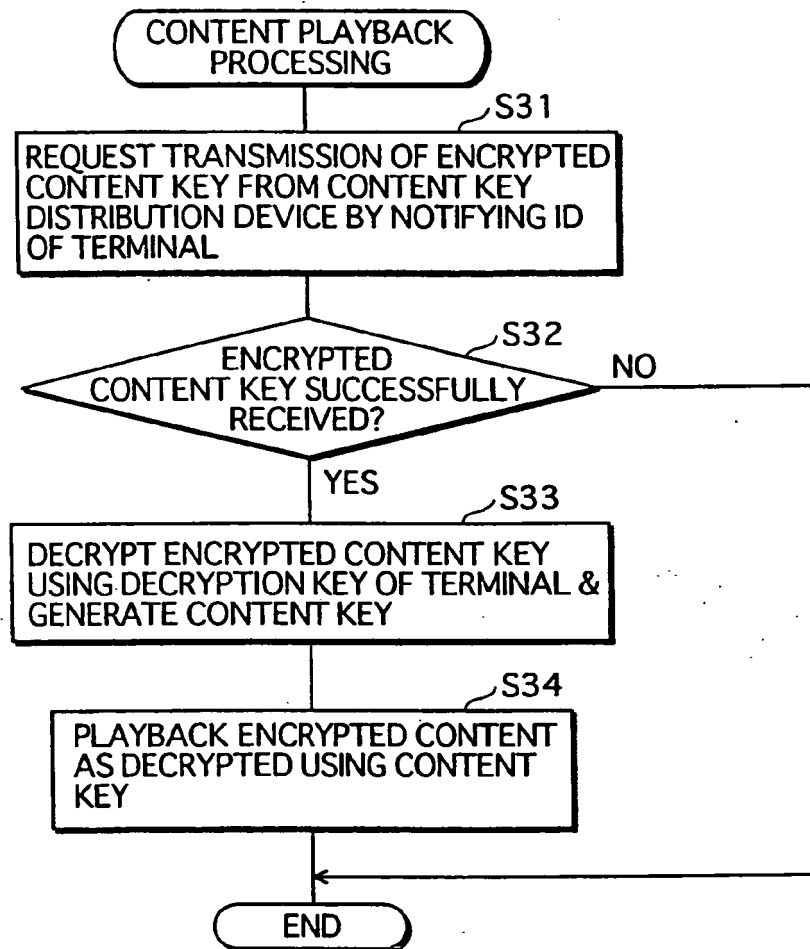 CONTENT PLAYBACK
PROCESSING
S31
REQUEST TRANSMISSION OF ENCRYPTED
CONTENT KEY FROM CONTENT KEY
DISTRIBUTION DEVICE BY NOTIFYING ID
OF TERMINAL
S32
ENCRYPTED
CONTENT KEY SUCCESSFULLY
RECEIVED?
NO
YES
S33
DECRYPT ENCRYPTED CONTENT KEY
USING DECRYPTION KEY OF TERMINAL &
GENERATE CONTENT KEY
S34
PLAYBACK ENCRYPTED CONTENT
AS DECRYPTED USING CONTENT
KEY
END